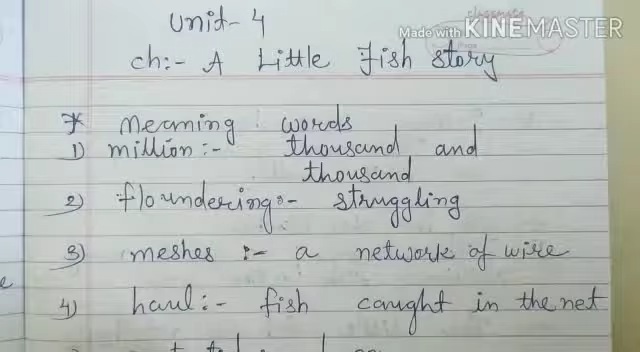 classmate
Made with KINEMASTER
Unit-4
ch:- A Little Fish story
* Meaning words
1) million:- thousand and
thousand
2) floundering:- struggling
3) meshes :- a network of wire
4) haul:- fish caught in the net